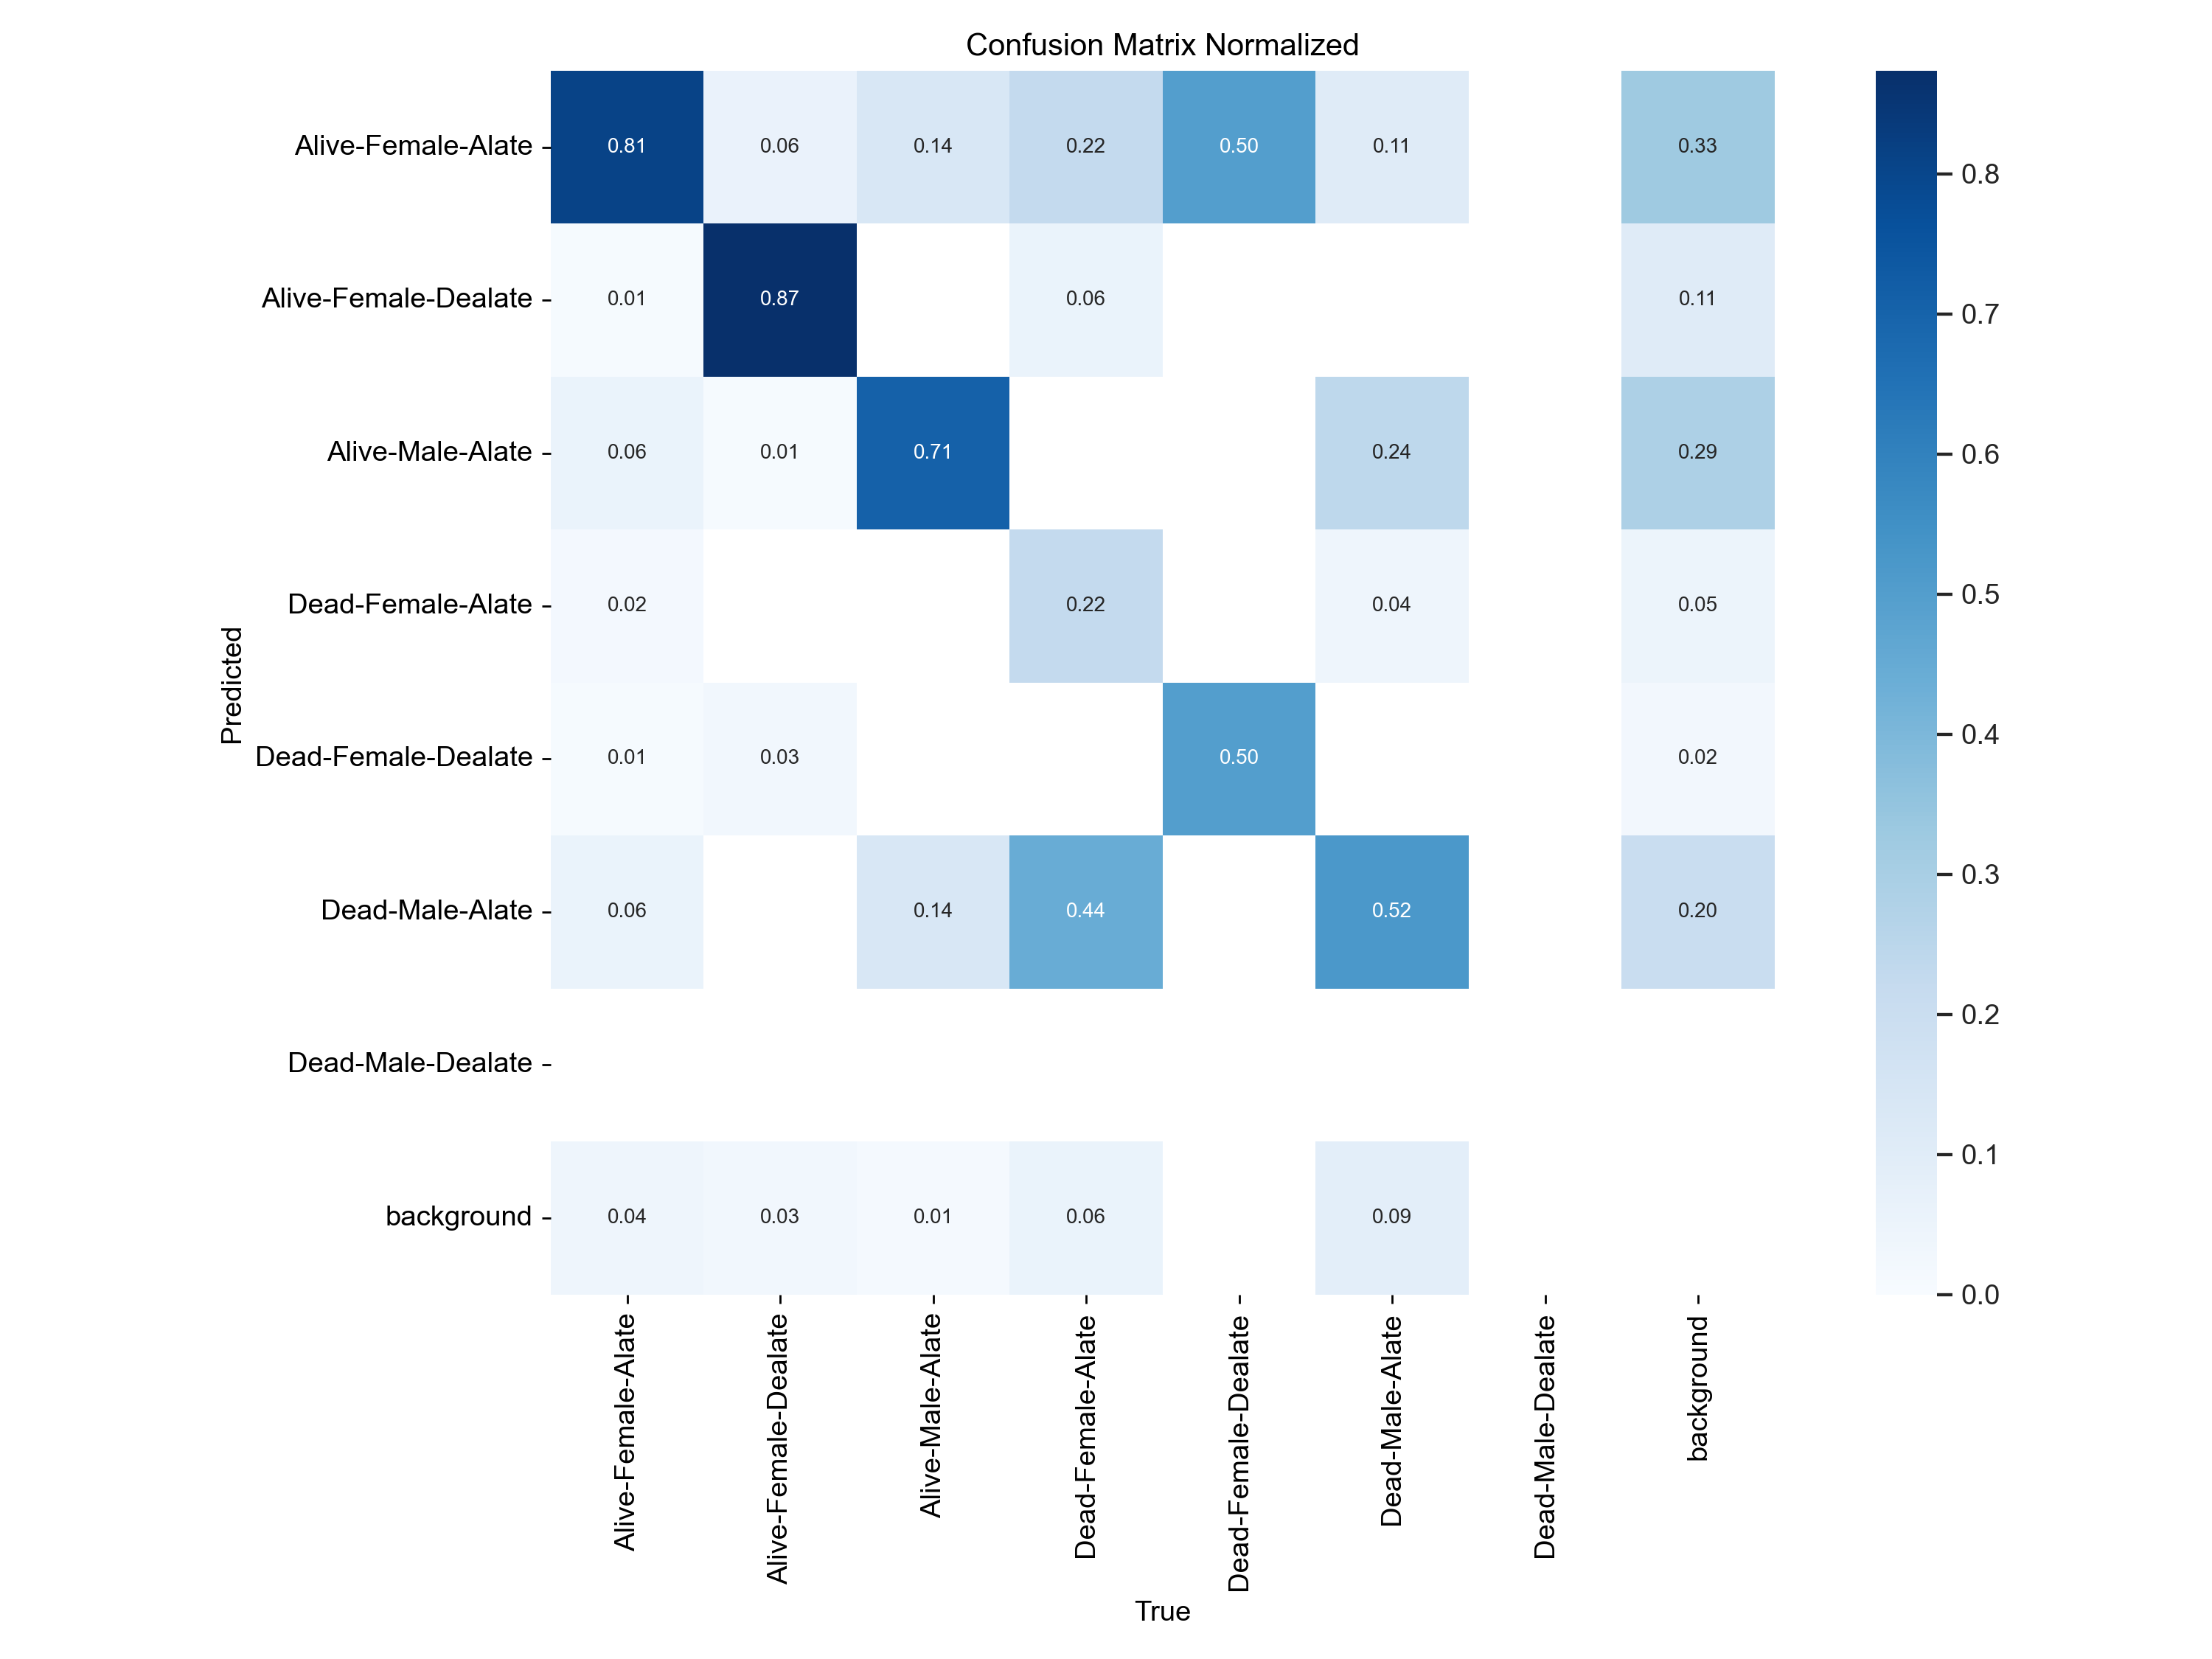 Confusion Matrix Normalized
Alive-Female-Alate 0.81 0.06 0.14 0.22 0.50 0.11 0.33
Alive-Female-Dealate 0.01 0.87 0.06 0.11
Alive-Male-Alate 0.06 0.01 0.71 0.24 0.29
Dead-Female-Alate 0.02 0.22 0.04 0.05
Dead-Female-Dealate 0.01 0.03 0.50 0.02
Dead-Male-Alate 0.06 0.14 0.44 0.52 0.20
Dead-Male-Dealate
background 0.04 0.03 0.01 0.06 0.09
Predicted
Alive-Female-Alate
Alive-Female-Dealate
Alive-Male-Alate
Dead-Female-Alate
Dead-Female-Dealate
Dead-Male-Alate
Dead-Male-Dealate
background
True
0.8
0.7
0.6
0.5
0.4
0.3
0.2
0.1
0.0